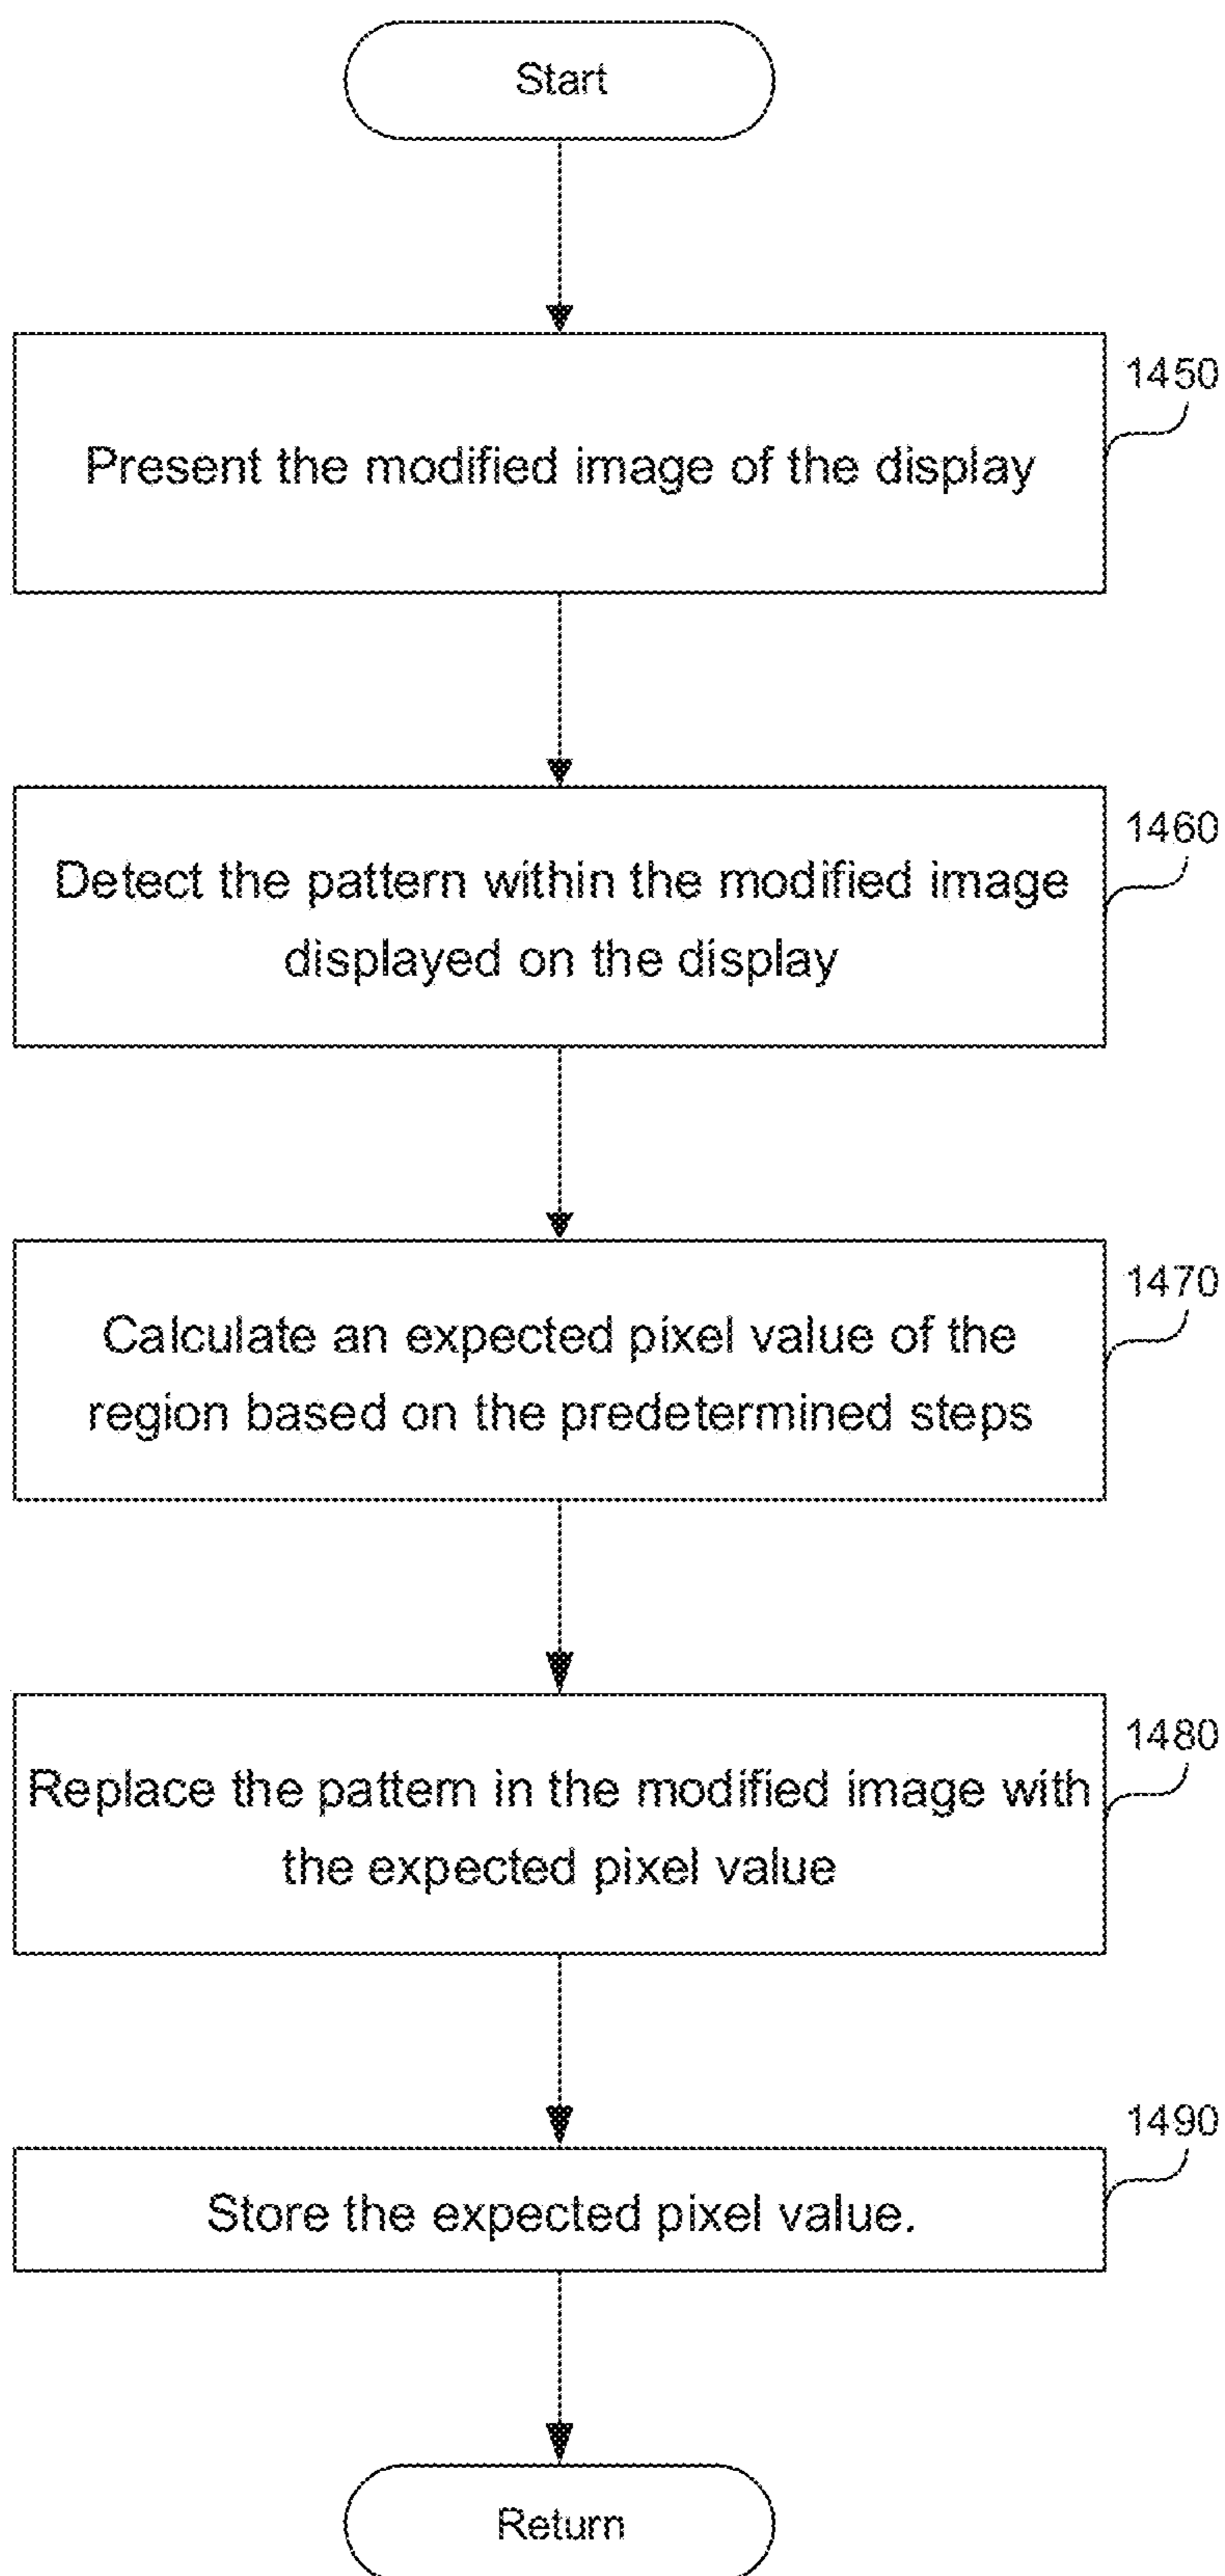 Start
1450
Present the modified image of the display
1460
Detect the pattern within the modified image
displayed on the display
1470
Calculate an expected pixel value of the
region based on the predetermined steps
1480
Replace the pattern in the modified image with
the expected pixel value
1490
Store the expected pixel value.
Return